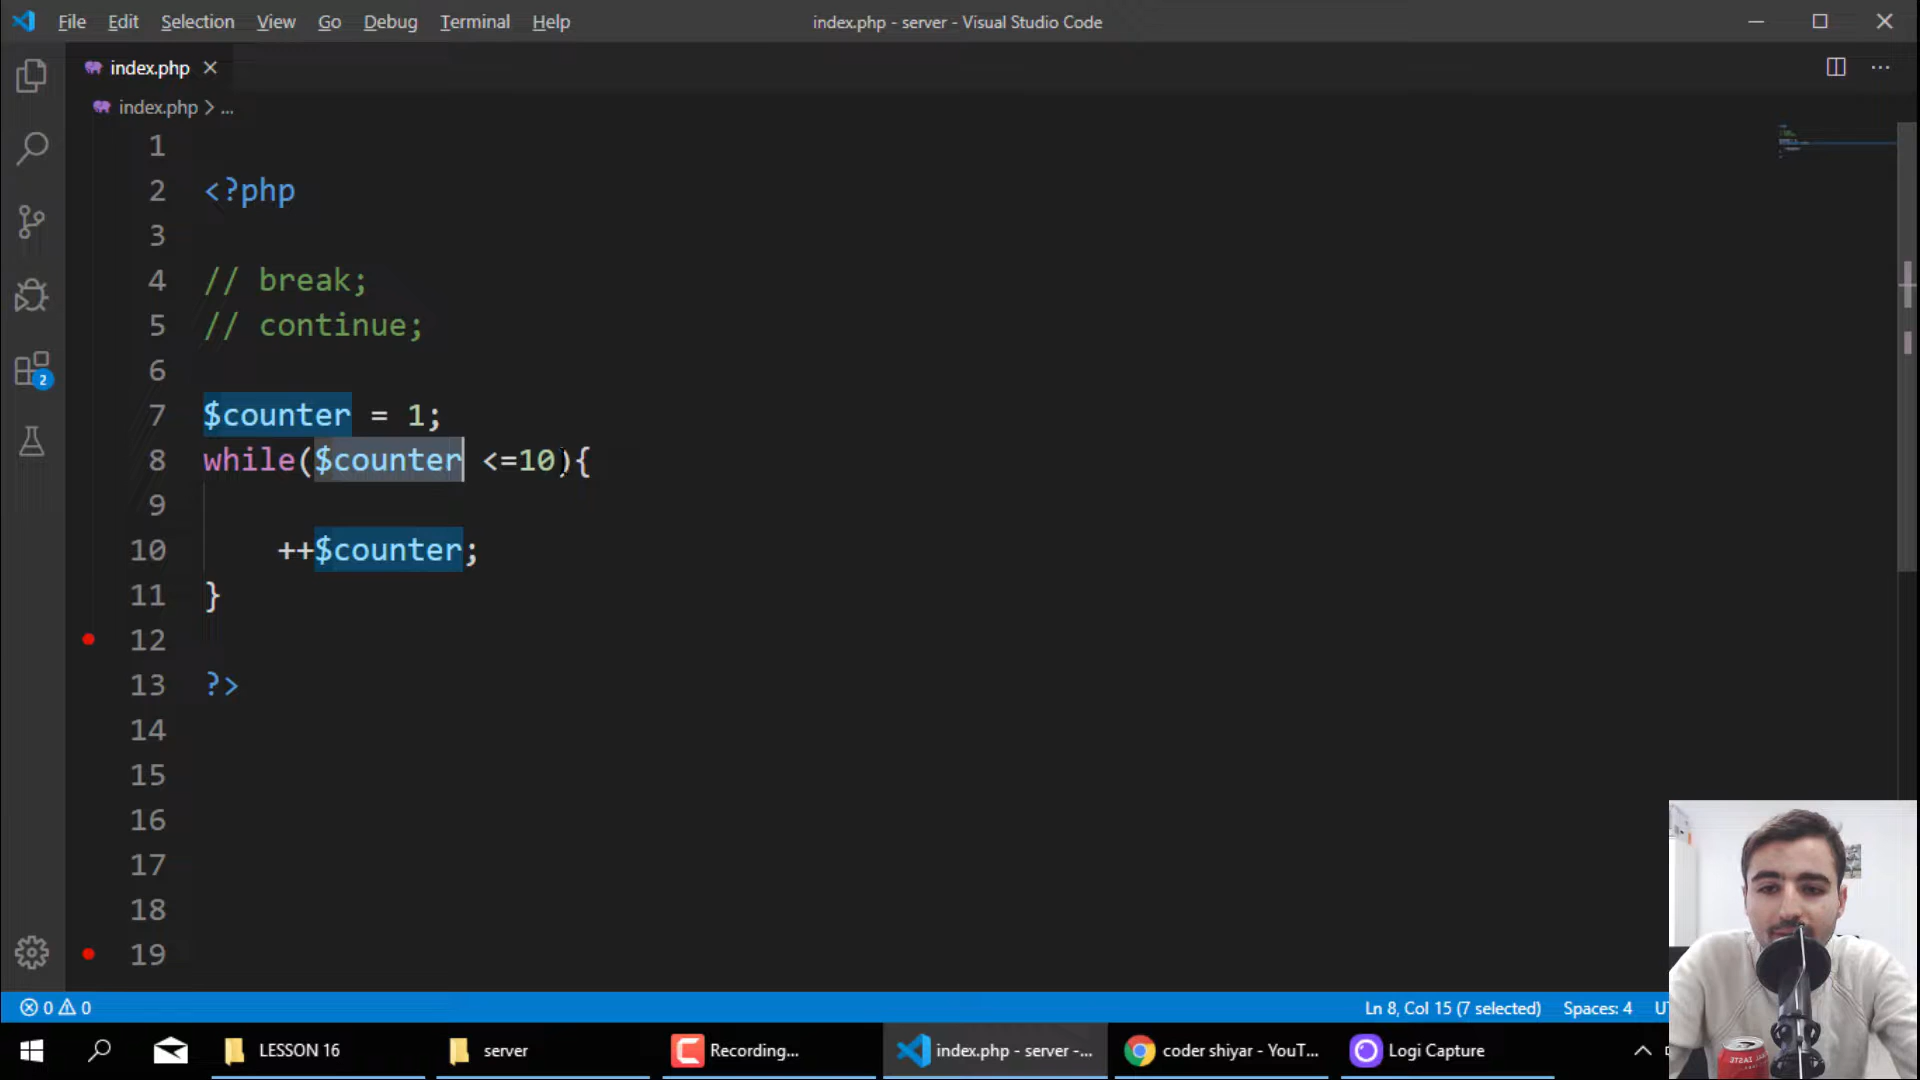 File Edit Selection View Go Debug Terminal Help
index.php - server - Visual Studio Code
index.php
index.php > ...
1
2 <?php
3
4 // break;
5 // continue;
6
7 $counter = 1;
8 while($counter <=10){
9
10 ++$counter;
11 }
12
13 ?>
14
15
16
17
18
19
2
0 0
Ln 8, Col 15 (7 selected) Spaces: 4
LESSON 16
server
Recording...
index.php - server -...
coder shiyar - YouT...
Logi Capture